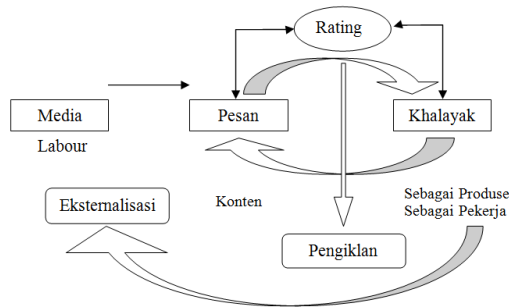 Rating
Media
Pesan
Khalayak
Labour
Eksternalisasi
Konten
Sebagai Produse
Sebagai Pekerja
Pengiklan